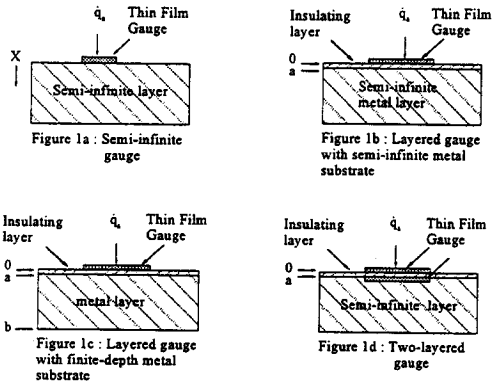 q̇s
Thin Film
Gauge
X
Semi-infinite layer
Figure 1a : Semi-infinite
gauge
Insulating
layer
q̇s
Thin Film
Gauge
0
a
Semi-infinite
metal layer
Figure 1b : Layered gauge
with semi-infinite metal
substrate
Insulating
layer
q̇s
Thin Film
Gauge
0
a
metal layer
b
Figure 1c : Layered gauge
with finite-depth metal
substrate
Insulating
layer
q̇s
Thin Film
Gauge
0
a
Semi-infinite layer
Figure 1d : Two-layered
gauge